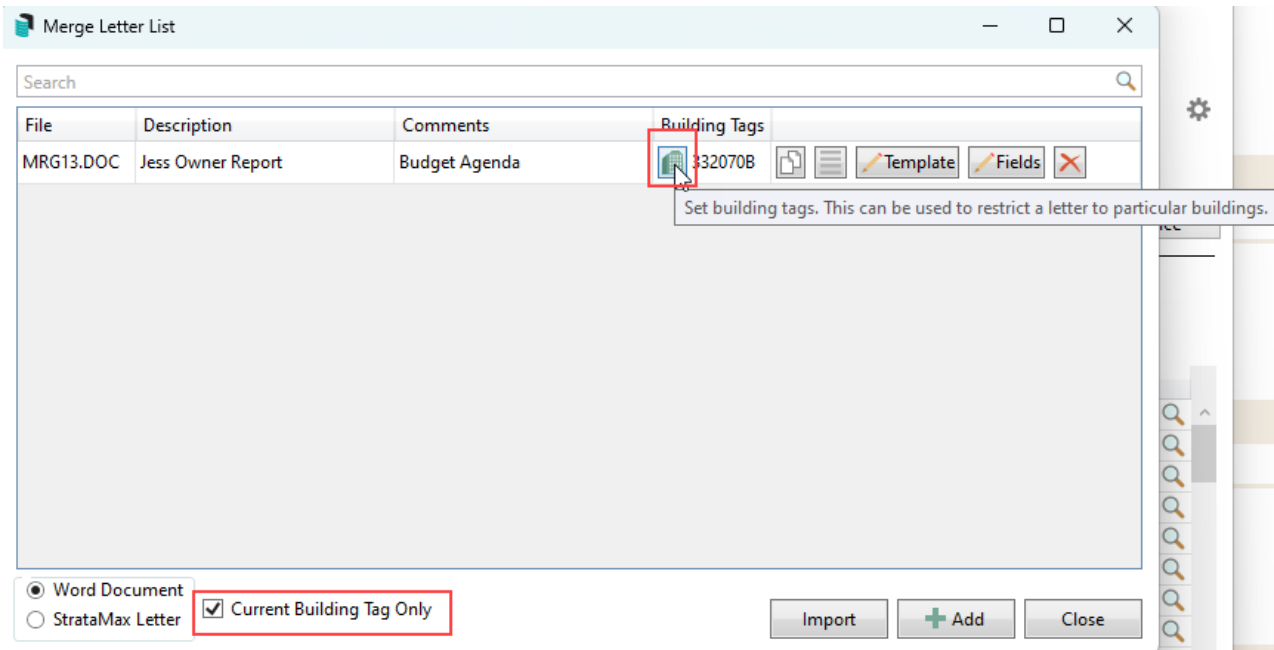 Merge Letter List
Search
File Description Comments Building Tags
MRG13.DOC Jess Owner Report Budget Agenda 332070B Template Fields
Set building tags. This can be used to restrict a letter to particular buildings.
Word Document
StrataMax Letter
Current Building Tag Only
Import Add Close